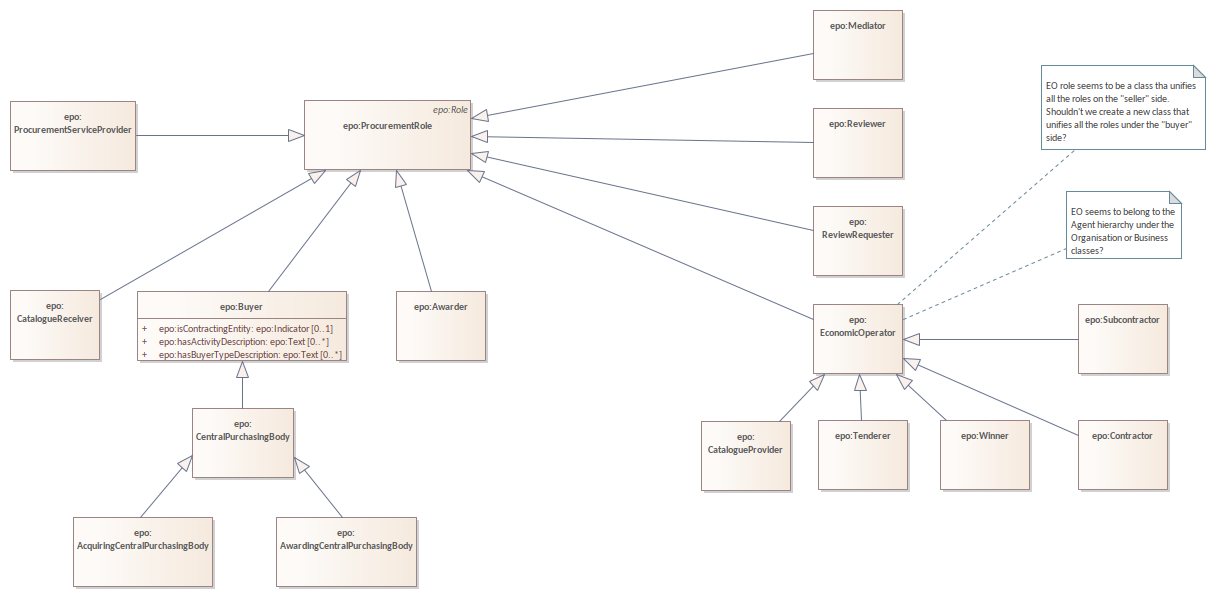 epo:Mediator
EO role seems to be a class tha unifies
all the roles on the "seller" side.
Shouldn't we create a new class that
unifies all the roles under the "buyer"
side?
epo:
ProcurementServiceProvider
epo:Role
epo:ProcurementRole
epo:Reviewer
EO seems to belong to the
Agent hierarchy under the
Organisation or Business
classes?
epo:
ReviewRequester
epo:
CatalogueReceiver
epo:Buyer
+ epo:isContractingEntity: epo:Indicator [0..1]
+ epo:hasActivityDescription: epo:Text [0..*]
+ epo:hasBuyerTypeDescription: epo:Text [0..*]
epo:Awarder
epo:
EconomicOperator
epo:Subcontractor
epo:
CentralPurchasingBody
epo:
CatalogueProvider
epo:Tenderer
epo:Winner
epo:Contractor
epo:
AcquiringCentralPurchasingBody
epo:
AwardingCentralPurchasingBody